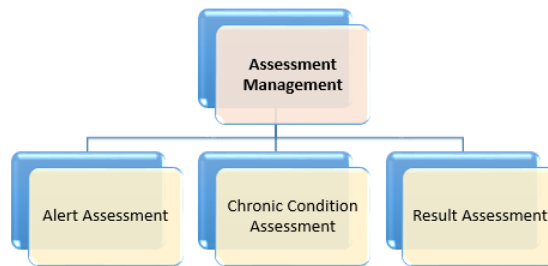 Assessment
Management
Alert Assessment
Chronic Condition
Assessment
Result Assessment